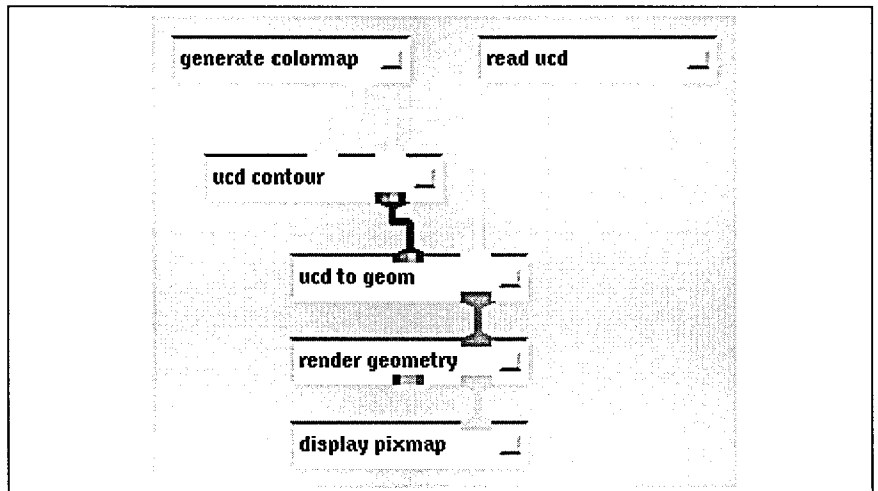 generate colormap
read ucd
ucd contour
ucd to geom
render geometry
display pixmap